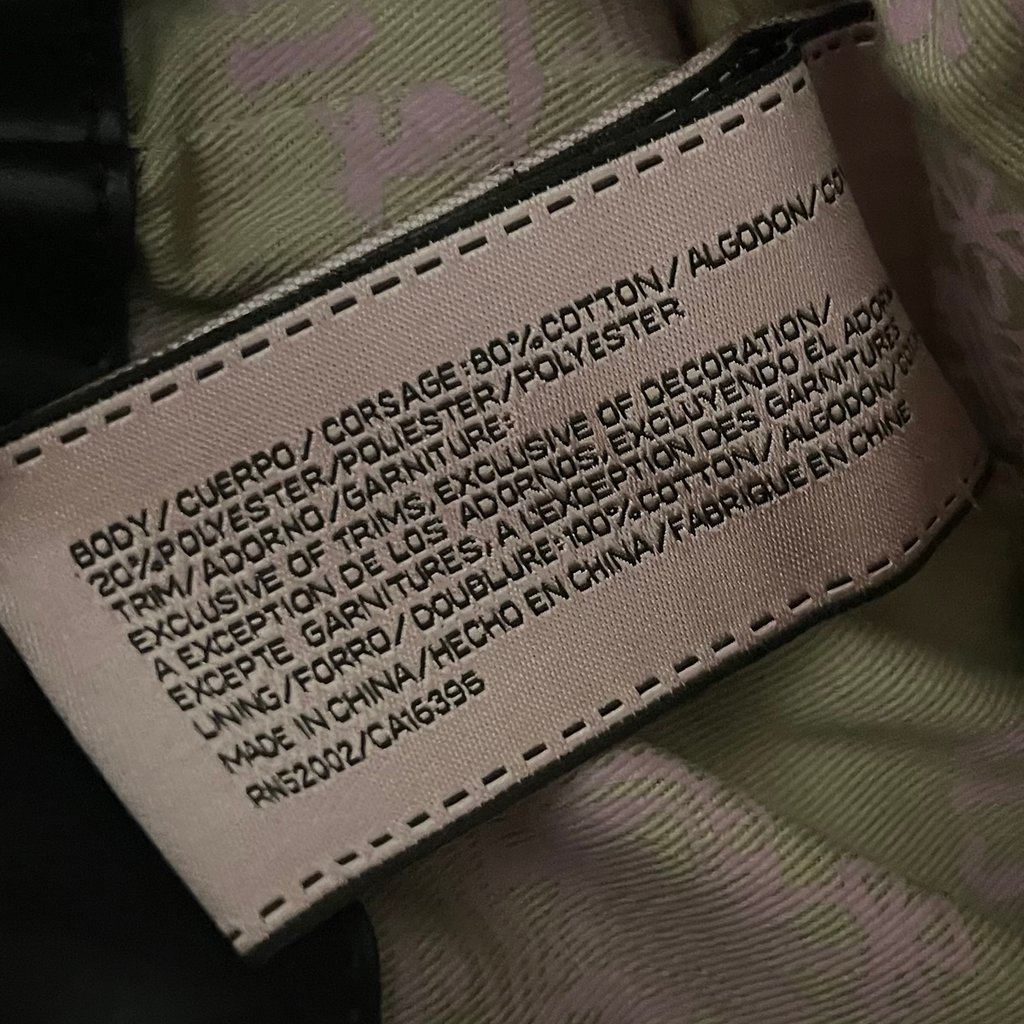 BODY/CUERPO/CORSAGE:80%COTTON/ALGODON/CO
20%POLYESTER/POLIESTER/POLYESTER
TRIM/ADORNO/GARNITURE:
EXCLUSIVE OF TRIMS,EXCLUSIVE OF DECORATION/
A EXCEPTION DE LOS ADORNOS,EXCLUYENDO EL ADOR
EXCEPTE GARNITURES,A L'EXCEPTION DES GARNITURES
LINING/FORRO/DOUBLURE:100%COTTON/ALGODON/
MADE IN CHINA/HECHO EN CHINA/FABRIQUE EN CHINE
RN52002/CA16395